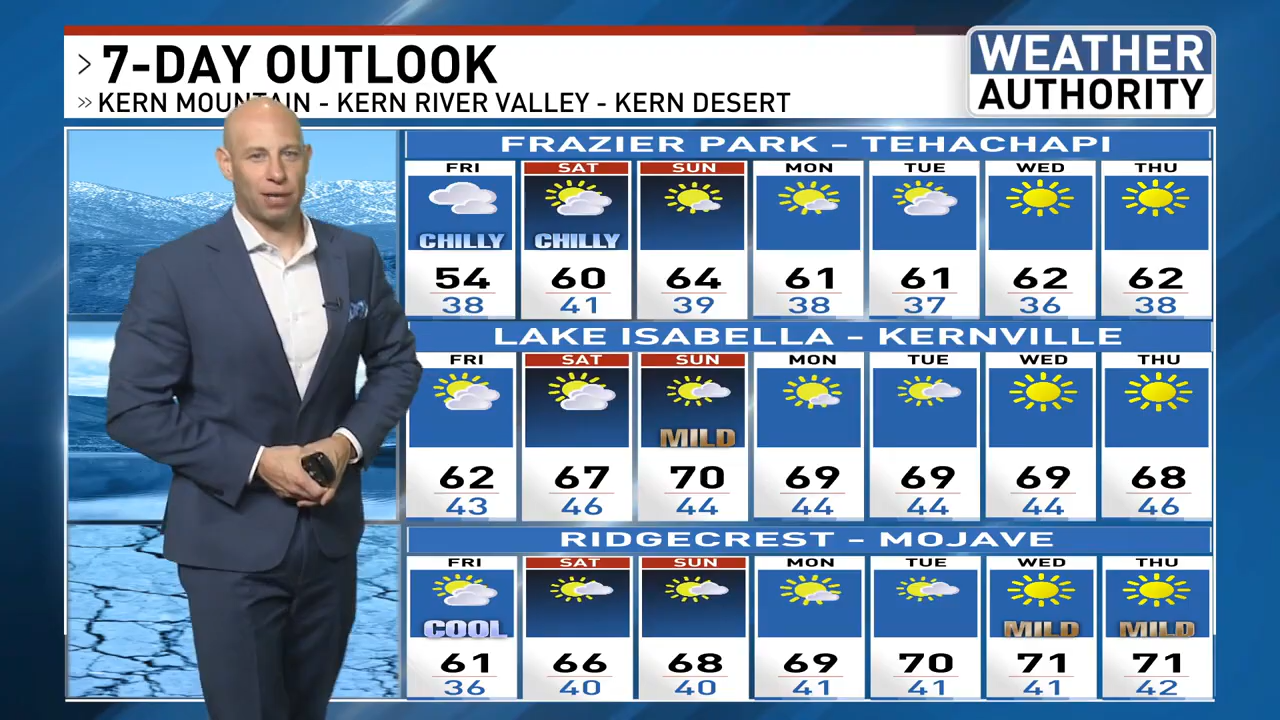 > 7-DAY OUTLOOK
» KERN MOUNTAIN - KERN RIVER VALLEY - KERN DESERT
WEATHER
AUTHORITY
FRAZIER PARK – TEHACHAPI
FRI SAT SUN MON TUE WED THU
CHILLY CHILLY
54 60 64 61 61 62 62
38 41 39 38 37 36 38
LAKE ISABELLA – KERNVILLE
FRI SAT SUN MON TUE WED THU
MILD
62 67 70 69 69 69 68
43 46 44 44 44 44 46
RIDGECREST – MOJAVE
FRI SAT SUN MON TUE WED THU
COOL MILD MILD
61 66 68 69 70 71 71
36 40 40 41 41 41 42